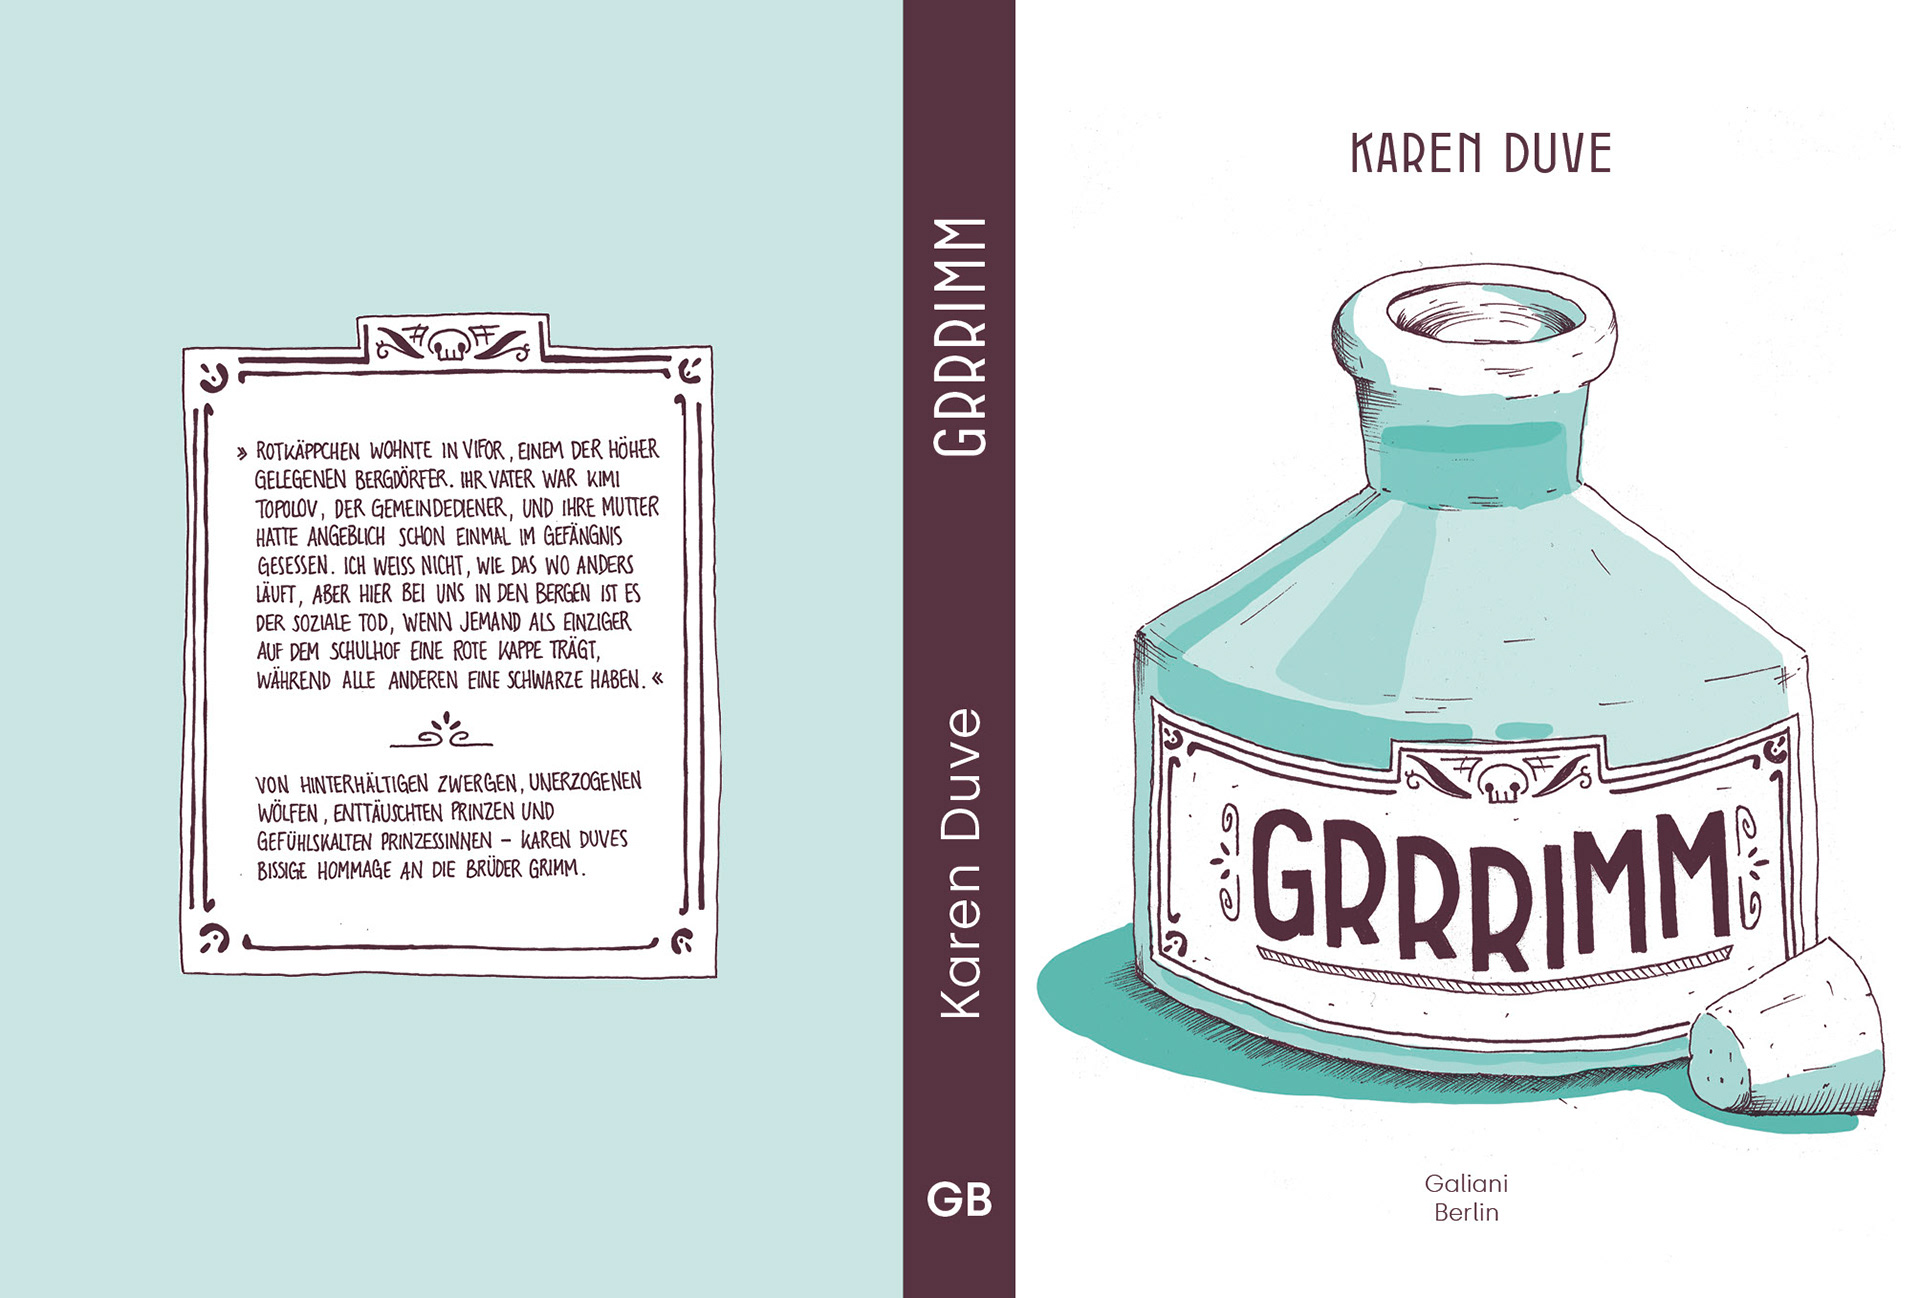 » ROTKÄPPCHEN WOHNTE IN VIFOR, EINEM DER HÖHER
GELEGENEN BERGDÖRFER. IHR VATER WAR KIMI
TOPOLOV, DER GEMEINDEDIENER, UND IHRE MUTTER
HATTE ANGEBLICH SCHON EINMAL IM GEFÄNGNIS
GESESSEN. ICH WEISS NICHT, WIE DAS WO ANDERS
LÄUFT, ABER HIER BEI UNS IN DEN BERGEN IST ES
DER SOZIALE TOD, WENN JEMAND ALS EINZIGER
AUF DEM SCHULHOF EINE ROTE KAPPE TRÄGT,
WÄHREND ALLE ANDEREN EINE SCHWARZE HABEN. «
VON HINTERHÄLTIGEN ZWERGEN, UNERZOGENEN
WÖLFEN, ENTTÄUSCHTEN PRINZEN UND
GEFÜHLSKALTEN PRINZESSINNEN – KAREN DUVES
BISSIGE HOMMAGE AN DIE BRÜDER GRIMM.
GRRRIMM
Karen Duve
GB
KAREN DUVE
GRRRIMM
Galiani
Berlin